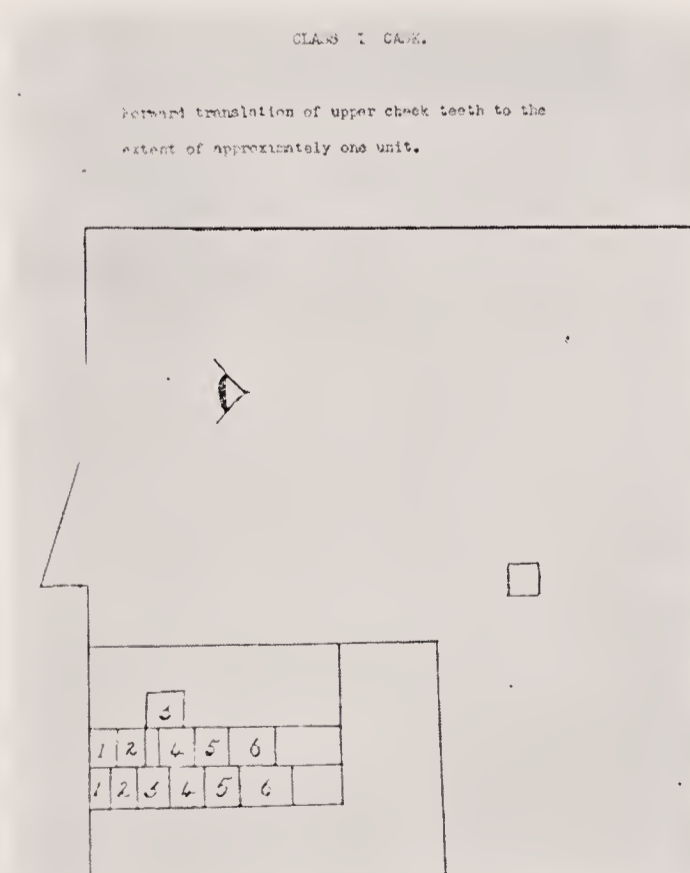 CLASS I CASE.
Forward translation of upper cheek teeth to the
extent of approximately one unit.
3
1 2 4 5 6
1 2 3 4 5 6